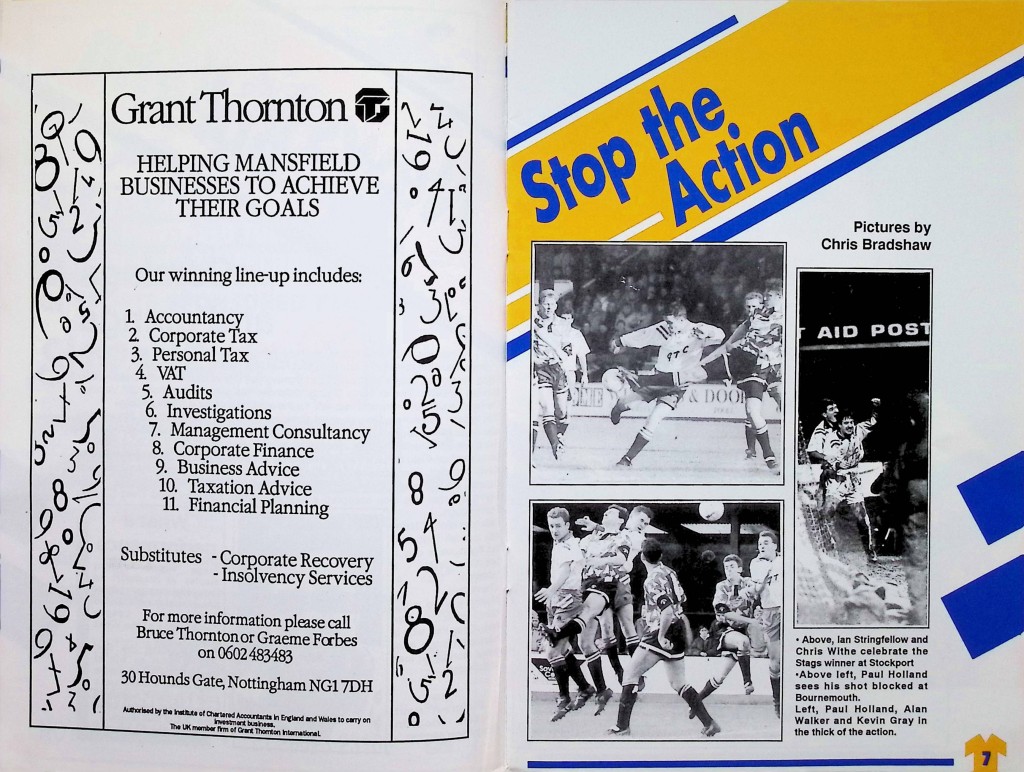 Grant Thornton
HELPING MANSFIELD
BUSINESSES TO ACHIEVE
THEIR GOALS
Our winning line-up includes:
1. Accountancy
2. Corporate Tax
3. Personal Tax
4. VAT
5. Audits
6. Investigations
7. Management Consultancy
8. Corporate Finance
9. Business Advice
10. Taxation Advice
11. Financial Planning
Substitutes - Corporate Recovery
- Insolvency Services
For more information please call
Bruce Thornton or Graeme Forbes
on 0602 483483
30 Hounds Gate, Nottingham NG1 7DH
Authorised by the Institute of Chartered Accountants in England and Wales to carry on
investment business.
The UK member firm of Grant Thornton International.
Stop the
Action
Pictures by
Chris Bradshaw
& DOO
T AID POST
• Above, Ian Stringfellow and
Chris Withe celebrate the
Stags winner at Stockport
•Above left, Paul Holland
sees his shot blocked at
Bournemouth.
Left, Paul Holland, Alan
Walker and Kevin Gray in
the thick of the action.
7